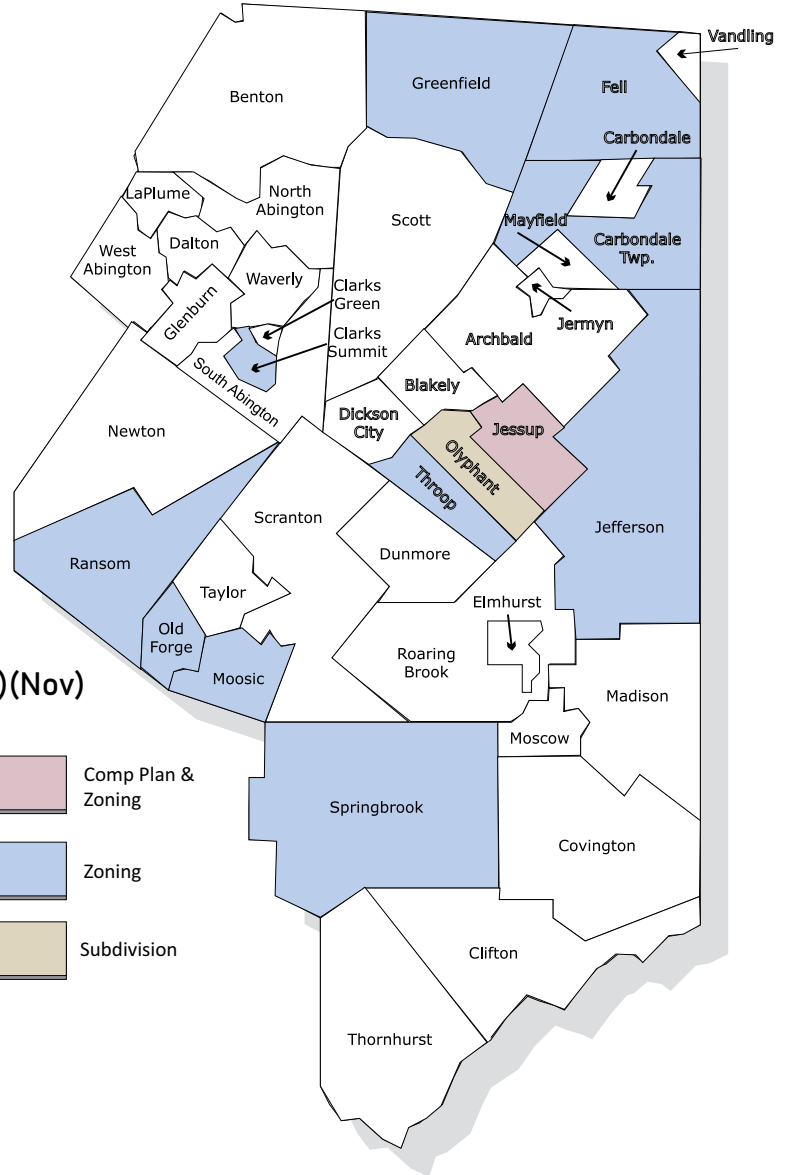 Vandling
Greenfield
Fell
Benton
Carbondale
LaPlume
North
Abington
Scott
Mayfield
Carbondale
Twp.
West
Abington
Dalton
Waverly
Clarks
Green
Glenburn
Clarks
Summit
Jermyn
Archbald
South Abington
Blakely
Dickson
City
Jessup
Newton
Olyphant
Throop
Scranton
Jefferson
Dunmore
Ransom
Taylor
Elmhurst
Old
Forge
Roaring
Brook
Moosic
)(Nov)
Madison
Moscow
Comp Plan &
Zoning
Springbrook
Covington
Zoning
Subdivision
Clifton
Thornhurst